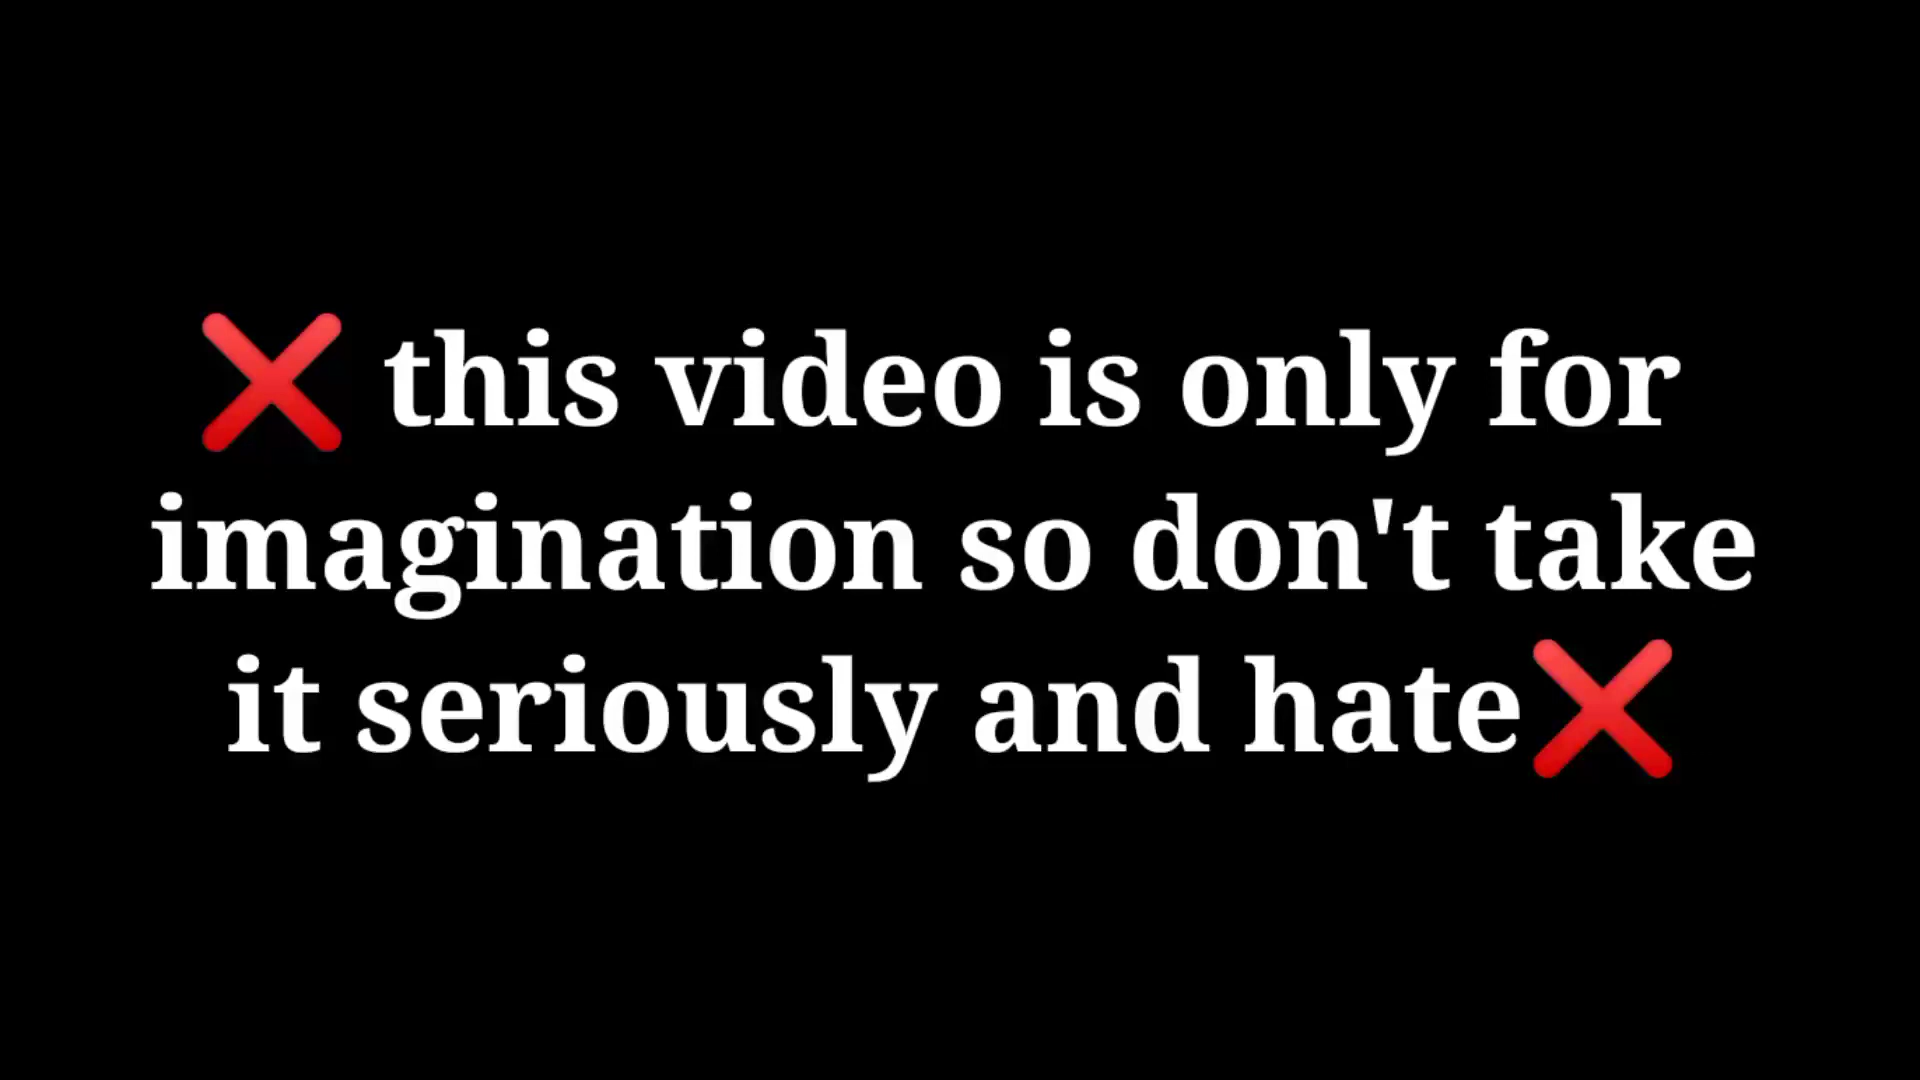 ❌ this video is only for
imagination so don't take
it seriously and hate❌